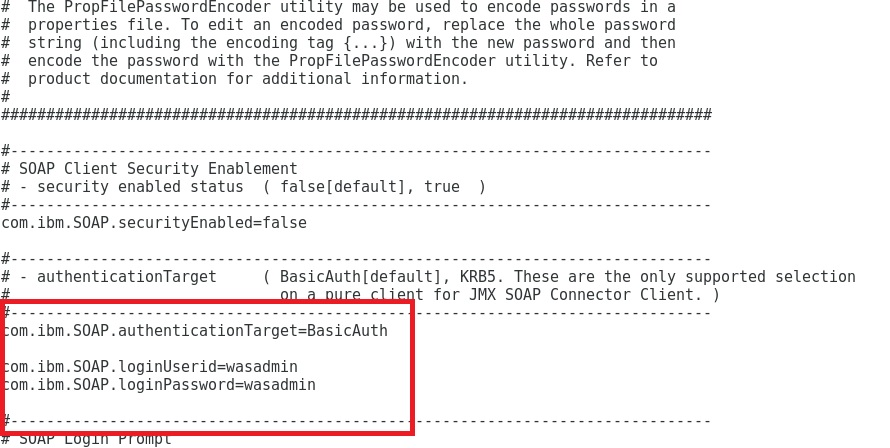 #  The PropFilePasswordEncoder utility may be used to encode passwords in a
#  properties file. To edit an encoded password, replace the whole password
#  string (including the encoding tag {...}) with the new password and then
#  encode the password with the PropFilePasswordEncoder utility. Refer to
#  product documentation for additional information.
#
###############################################################################

#------------------------------------------------------------------------------
# SOAP Client Security Enablement
# - security enabled status  ( false[default], true  )
#------------------------------------------------------------------------------
com.ibm.SOAP.securityEnabled=false

#------------------------------------------------------------------------------
# - authenticationTarget     ( BasicAuth[default], KRB5. These are the only supported selection
#                              on a pure client for JMX SOAP Connector Client. )
#------------------------------------------------------------------------------
com.ibm.SOAP.authenticationTarget=BasicAuth

com.ibm.SOAP.loginUserid=wasadmin
com.ibm.SOAP.loginPassword=wasadmin

#------------------------------------------------------------------------------
# SOAP Login Prompt